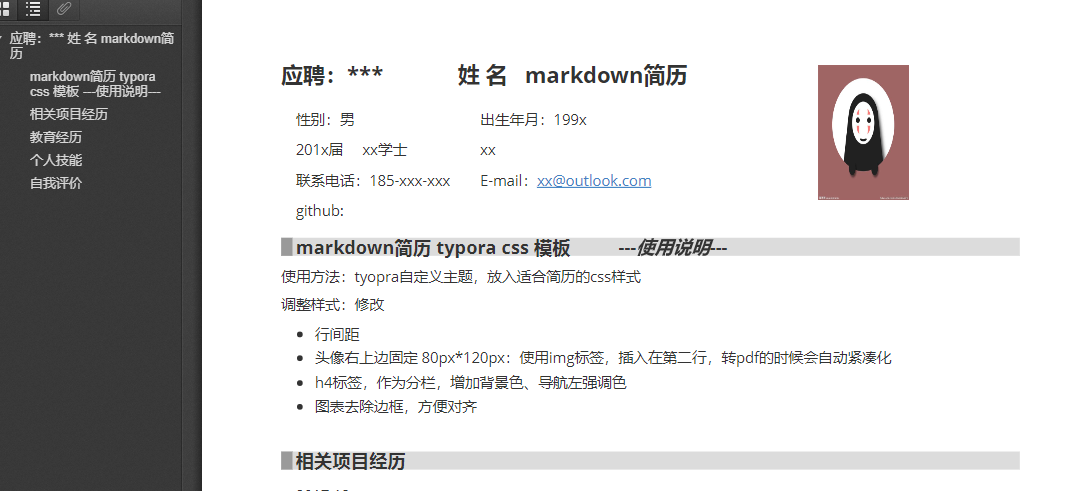 应聘：*** 姓 名 markdown简
历
markdown简历 typora
css 模板 ---使用说明---
相关项目经历
教育经历
个人技能
自我评价
应聘：*** 姓 名 markdown简历
性别：男 出生年月：199x
201x届 xx学士 xx
联系电话：185-xxx-xxx E-mail：xx@outlook.com
github:
markdown简历 typora css 模板 ---使用说明---
使用方法：tyopra自定义主题，放入适合简历的css样式
调整样式：修改
行间距
头像右上边固定 80px*120px：使用img标签，插入在第二行，转pdf的时候会自动紧凑化
h4标签，作为分栏，增加背景色、导航左强调色
图表去除边框，方便对齐
相关项目经历